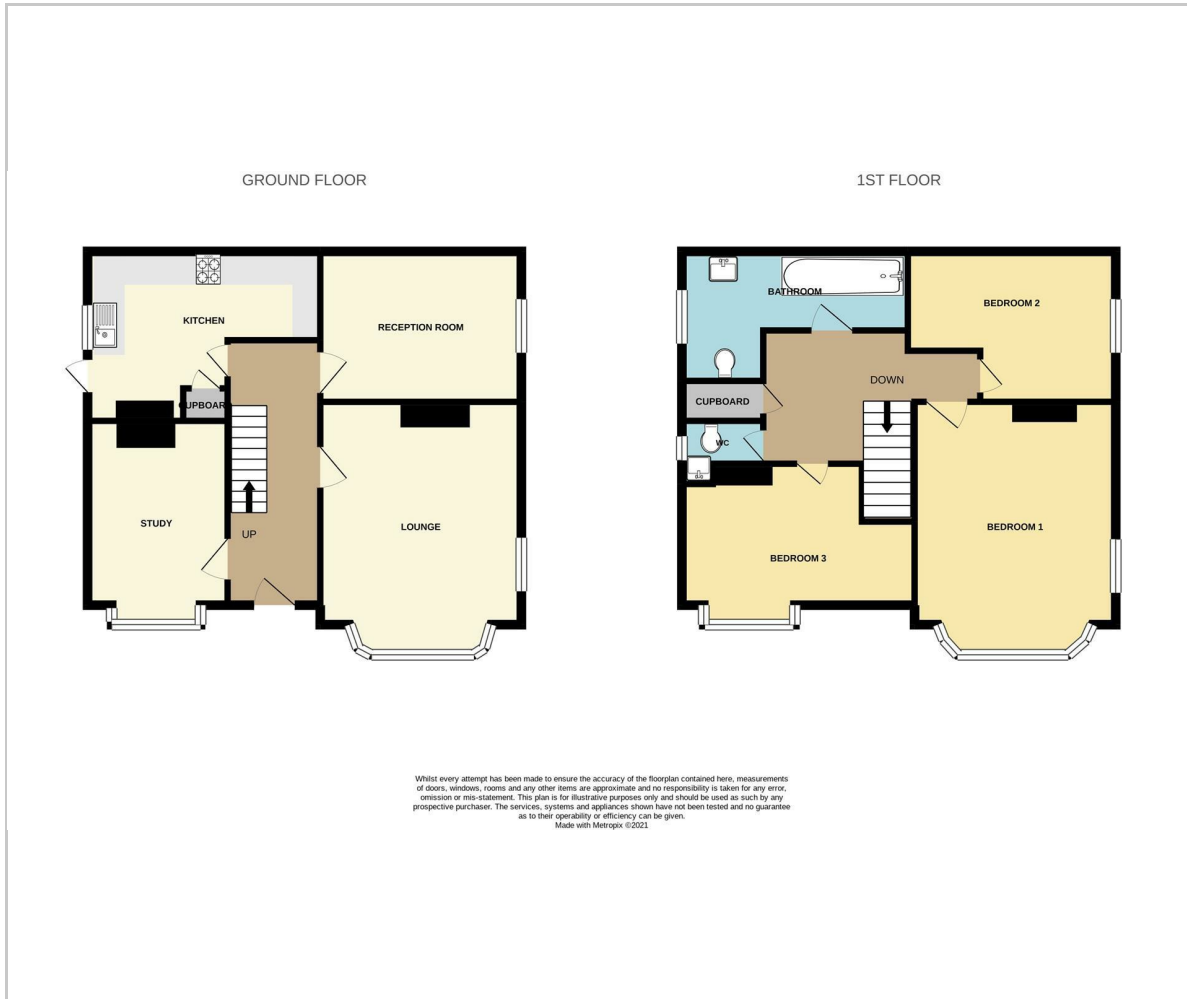 GROUND FLOOR
KITCHEN
RECEPTION ROOM
CUPBOARD
STUDY
LOUNGE
UP
1ST FLOOR
BATHROOM
BEDROOM 2
DOWN
CUPBOARD
WC
BEDROOM 1
BEDROOM 3
Whilst every attempt has been made to ensure the accuracy of the floorplan contained here, measurements
of doors, windows, rooms and any other items are approximate and no responsibility is taken for any error,
omission or mis-statement. This plan is for illustrative purposes only and should be used as such by any
prospective purchaser. The services, systems and appliances shown have not been tested and no guarantee
as to their operability or efficiency can be given.
Made with Metropix ©2021